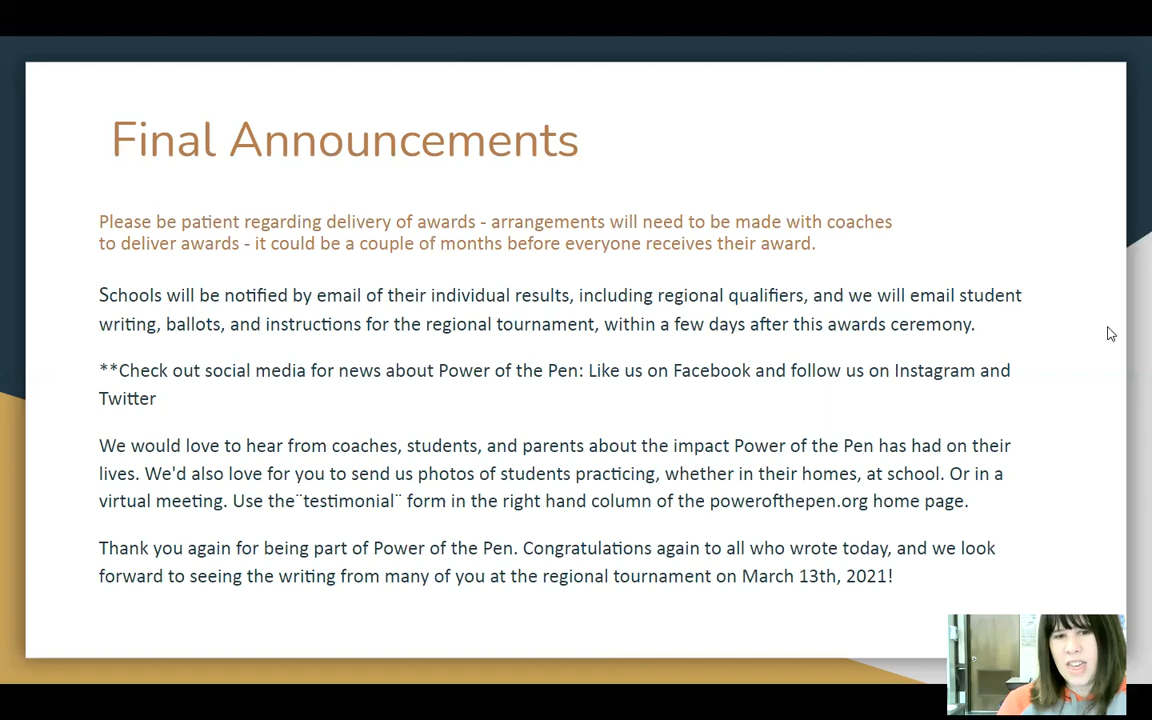 Final Announcements
Please be patient regarding delivery of awards - arrangements will need to be made with coaches
to deliver awards - it could be a couple of months before everyone receives their award.
Schools will be notified by email of their individual results, including regional qualifiers, and we will email student
writing, ballots, and instructions for the regional tournament, within a few days after this awards ceremony.
**Check out social media for news about Power of the Pen: Like us on Facebook and follow us on Instagram and
Twitter
We would love to hear from coaches, students, and parents about the impact Power of the Pen has had on their
lives. We'd also love for you to send us photos of students practicing, whether in their homes, at school. Or in a
virtual meeting. Use the¨testimonial¨ form in the right hand column of the powerofthepen.org home page.
Thank you again for being part of Power of the Pen. Congratulations again to all who wrote today, and we look
forward to seeing the writing from many of you at the regional tournament on March 13th, 2021!